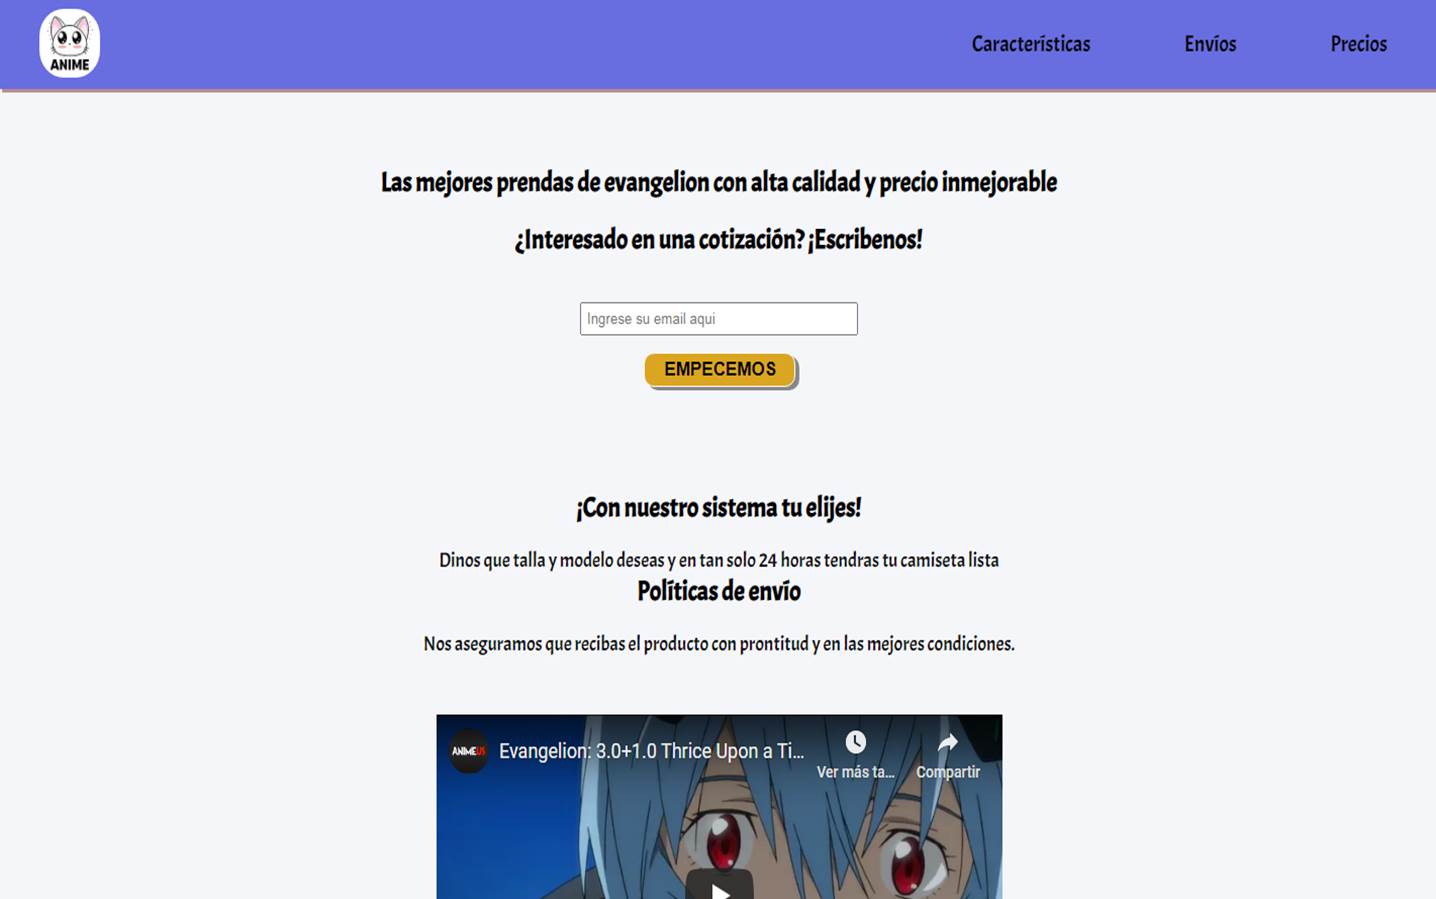 ANIME
Características
Envíos
Precios
Las mejores prendas de evangelion con alta calidad y precio inmejorable
¿Interesado en una cotización? ¡Escribenos!
Ingrese su email aqui
EMPECEMOS
¡Con nuestro sistema tu elijes!
Dinos que talla y modelo deseas y en tan solo 24 horas tendras tu camiseta lista
Políticas de envío
Nos aseguramos que recibas el producto con prontitud y en las mejores condiciones.
ANIMEUS
Evangelion: 3.0+1.0 Thrice Upon a Ti...
Ver más ta...
Compartir